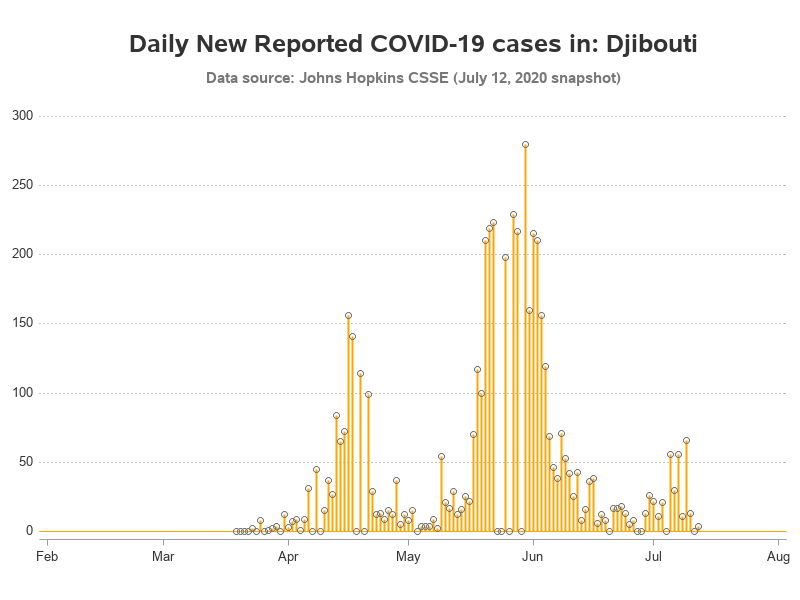 Daily New Reported COVID-19 cases in: Djibouti
Data source: Johns Hopkins CSSE (July 12, 2020 snapshot)
300
250
200
150
100
50
0
Feb Mar Apr May Jun Jul Aug